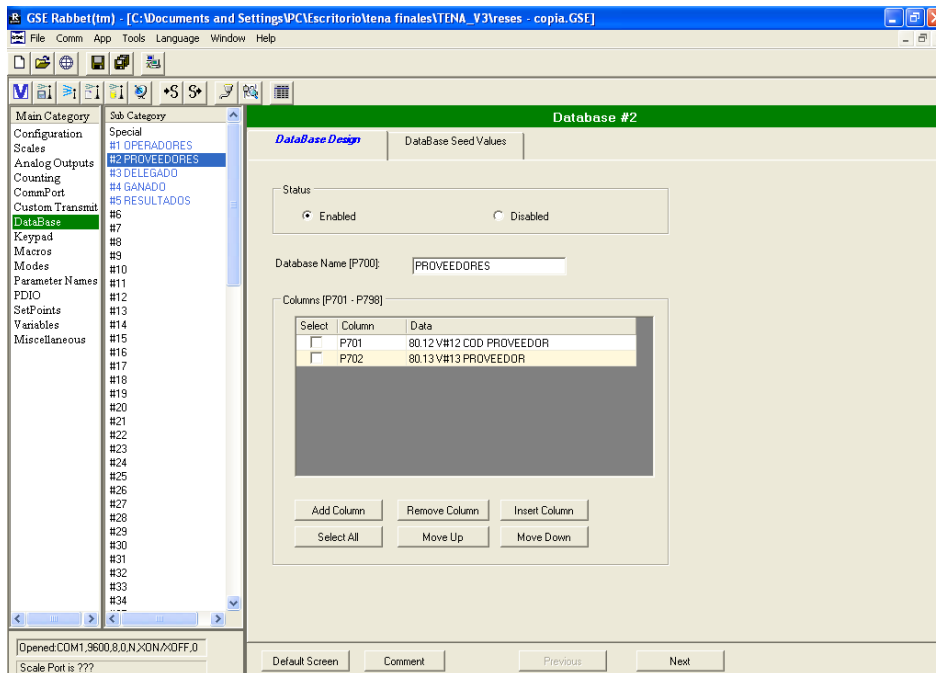 GSE Rabbet(tm) - [C:\Documents and Settings\PC\Escritorio\tena finales\TENA_V3\reses - copia.GSE]
File Comm App Tools Language Window Help
Main Category
Configuration
Scales
Analog Outputs
Counting
CommPort
Custom Transmit
DataBase
Keypad
Macros
Modes
Parameter Names
PDIO
SetPoints
Variables
Miscellaneous
Sub Category
Special
#1 OPERADORES
#2 PROVEEDORES
#3 DELEGADO
#4 GANADO
#5 RESULTADOS
#6
#7
#8
#9
#10
#11
#12
#13
#14
#15
#16
#17
#18
#19
#20
#21
#22
#23
#24
#25
#26
#27
#28
#29
#30
#31
#32
#33
#34
Database #2
DataBase Design DataBase Seed Values
Status
Enabled Disabled
Database Name [P700]: PROVEEDORES
Columns [P701 - P798]
Select Column Data
P701 80.12 V#12 COD PROVEEDOR
P702 80.13 V#13 PROVEEDOR
Add Column Remove Column Insert Column
Select All Move Up Move Down
Default Screen Comment Previous Next
Opened:COM1,9600,8,0,N,XON/XOFF,0
Scale Port is ???